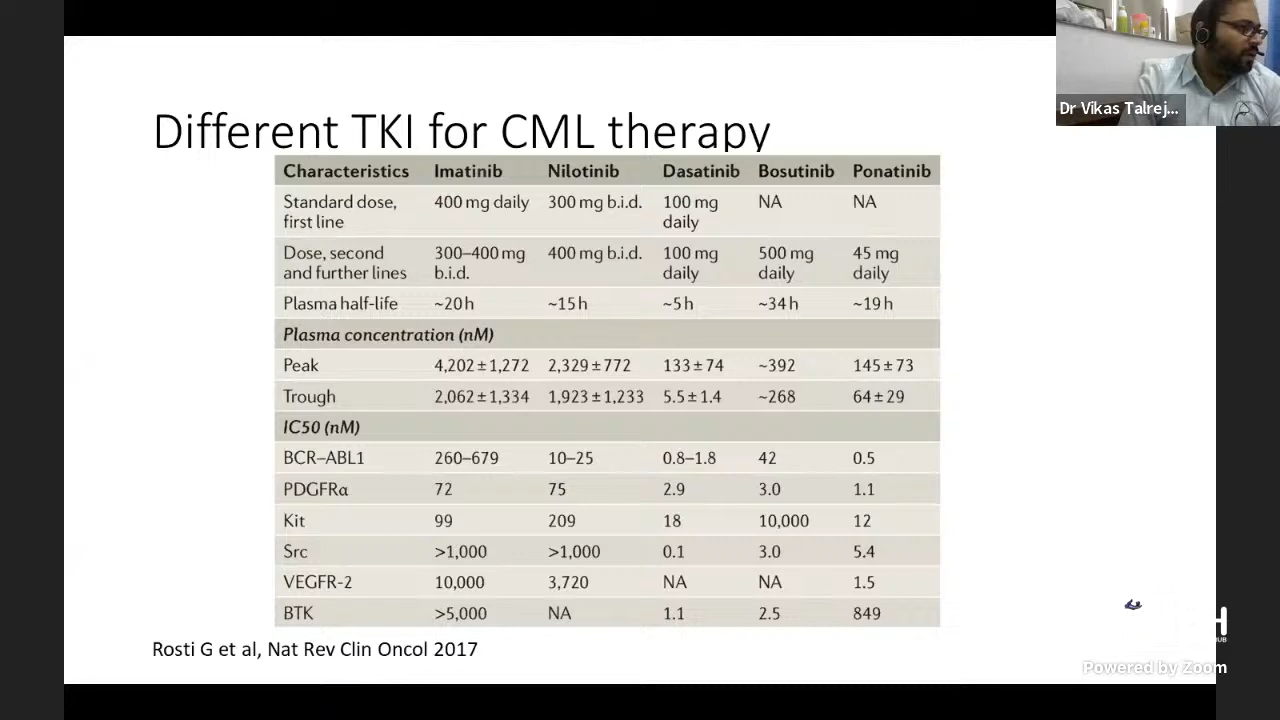 Dr Vikas Talrej...
Different TKI for CML therapy
Characteristics Imatinib Nilotinib Dasatinib Bosutinib Ponatinib
Standard dose, first line 400 mg daily 300 mg b.i.d. 100 mg daily NA NA
Dose, second and further lines 300–400 mg b.i.d. 400 mg b.i.d. 100 mg daily 500 mg daily 45 mg daily
Plasma half-life ~20 h ~15 h ~5 h ~34 h ~19 h
Plasma concentration (nM)
Peak 4,202 ± 1,272 2,329 ± 772 133 ± 74 ~392 145 ± 73
Trough 2,062 ± 1,334 1,923 ± 1,233 5.5 ± 1.4 ~268 64 ± 29
IC50 (nM)
BCR–ABL1 260–679 10–25 0.8–1.8 42 0.5
PDGFRα 72 75 2.9 3.0 1.1
Kit 99 209 18 10,000 12
Src >1,000 >1,000 0.1 3.0 5.4
VEGFR-2 10,000 3,720 NA NA 1.5
BTK >5,000 NA 1.1 2.5 849
Rosti G et al, Nat Rev Clin Oncol 2017
Powered by Zoom